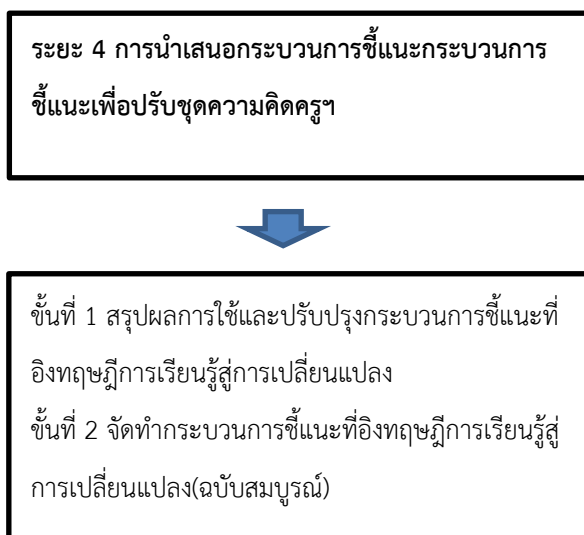 ระยะ 4 การนำเสนอกระบวนการชี้แนะกระบวนการ
ชี้แนะเพื่อปรับชุดความคิดครูฯ
ขั้นที่ 1 สรุปผลการใช้และปรับปรุงกระบวนการชี้แนะที่
อิงทฤษฎีการเรียนรู้สู่การเปลี่ยนแปลง
ขั้นที่ 2 จัดทำกระบวนการชี้แนะที่อิงทฤษฎีการเรียนรู้สู่
การเปลี่ยนแปลง(ฉบับสมบูรณ์)